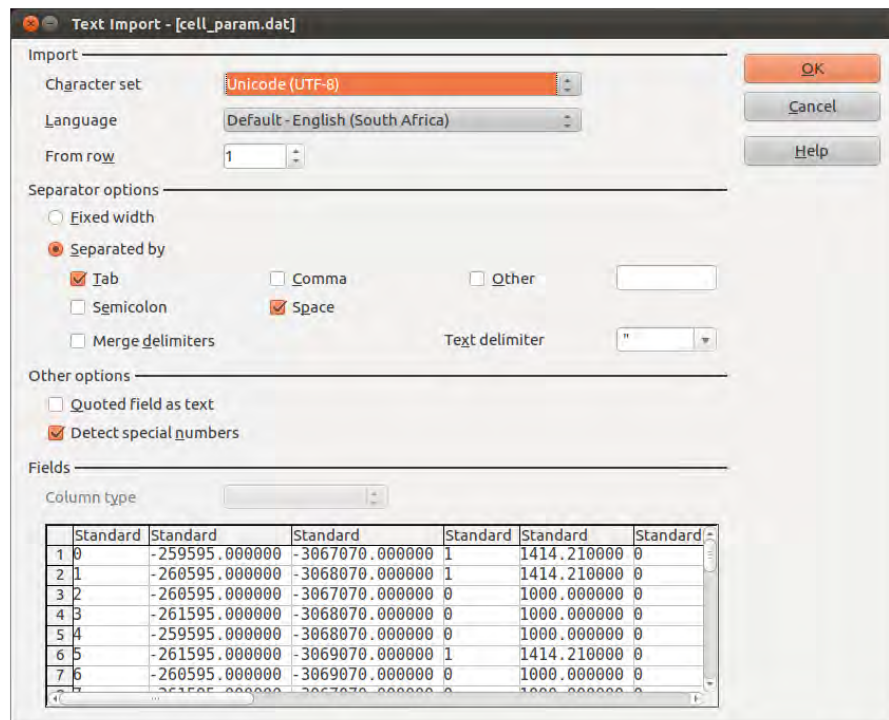 Text Import - [cell_param.dat]
Import
Character set Unicode (UTF-8)
OK
Language Default - English (South Africa)
Cancel
From row 1
Help
Separator options
Fixed width
Separated by
Tab Comma Other
Semicolon Space
Merge delimiters Text delimiter "
Other options
Quoted field as text
Detect special numbers
Fields
Column type
Standard Standard Standard Standard Standard Standard
1 0 -259595.000000 -3067070.000000 1 1414.210000 0
2 1 -260595.000000 -3068070.000000 1 1414.210000 0
3 2 -260595.000000 -3067070.000000 0 1000.000000 0
4 3 -261595.000000 -3068070.000000 0 1000.000000 0
5 4 -259595.000000 -3068070.000000 0 1000.000000 0
6 5 -261595.000000 -3069070.000000 1 1414.210000 0
7 6 -260595.000000 -3069070.000000 0 1000.000000 0